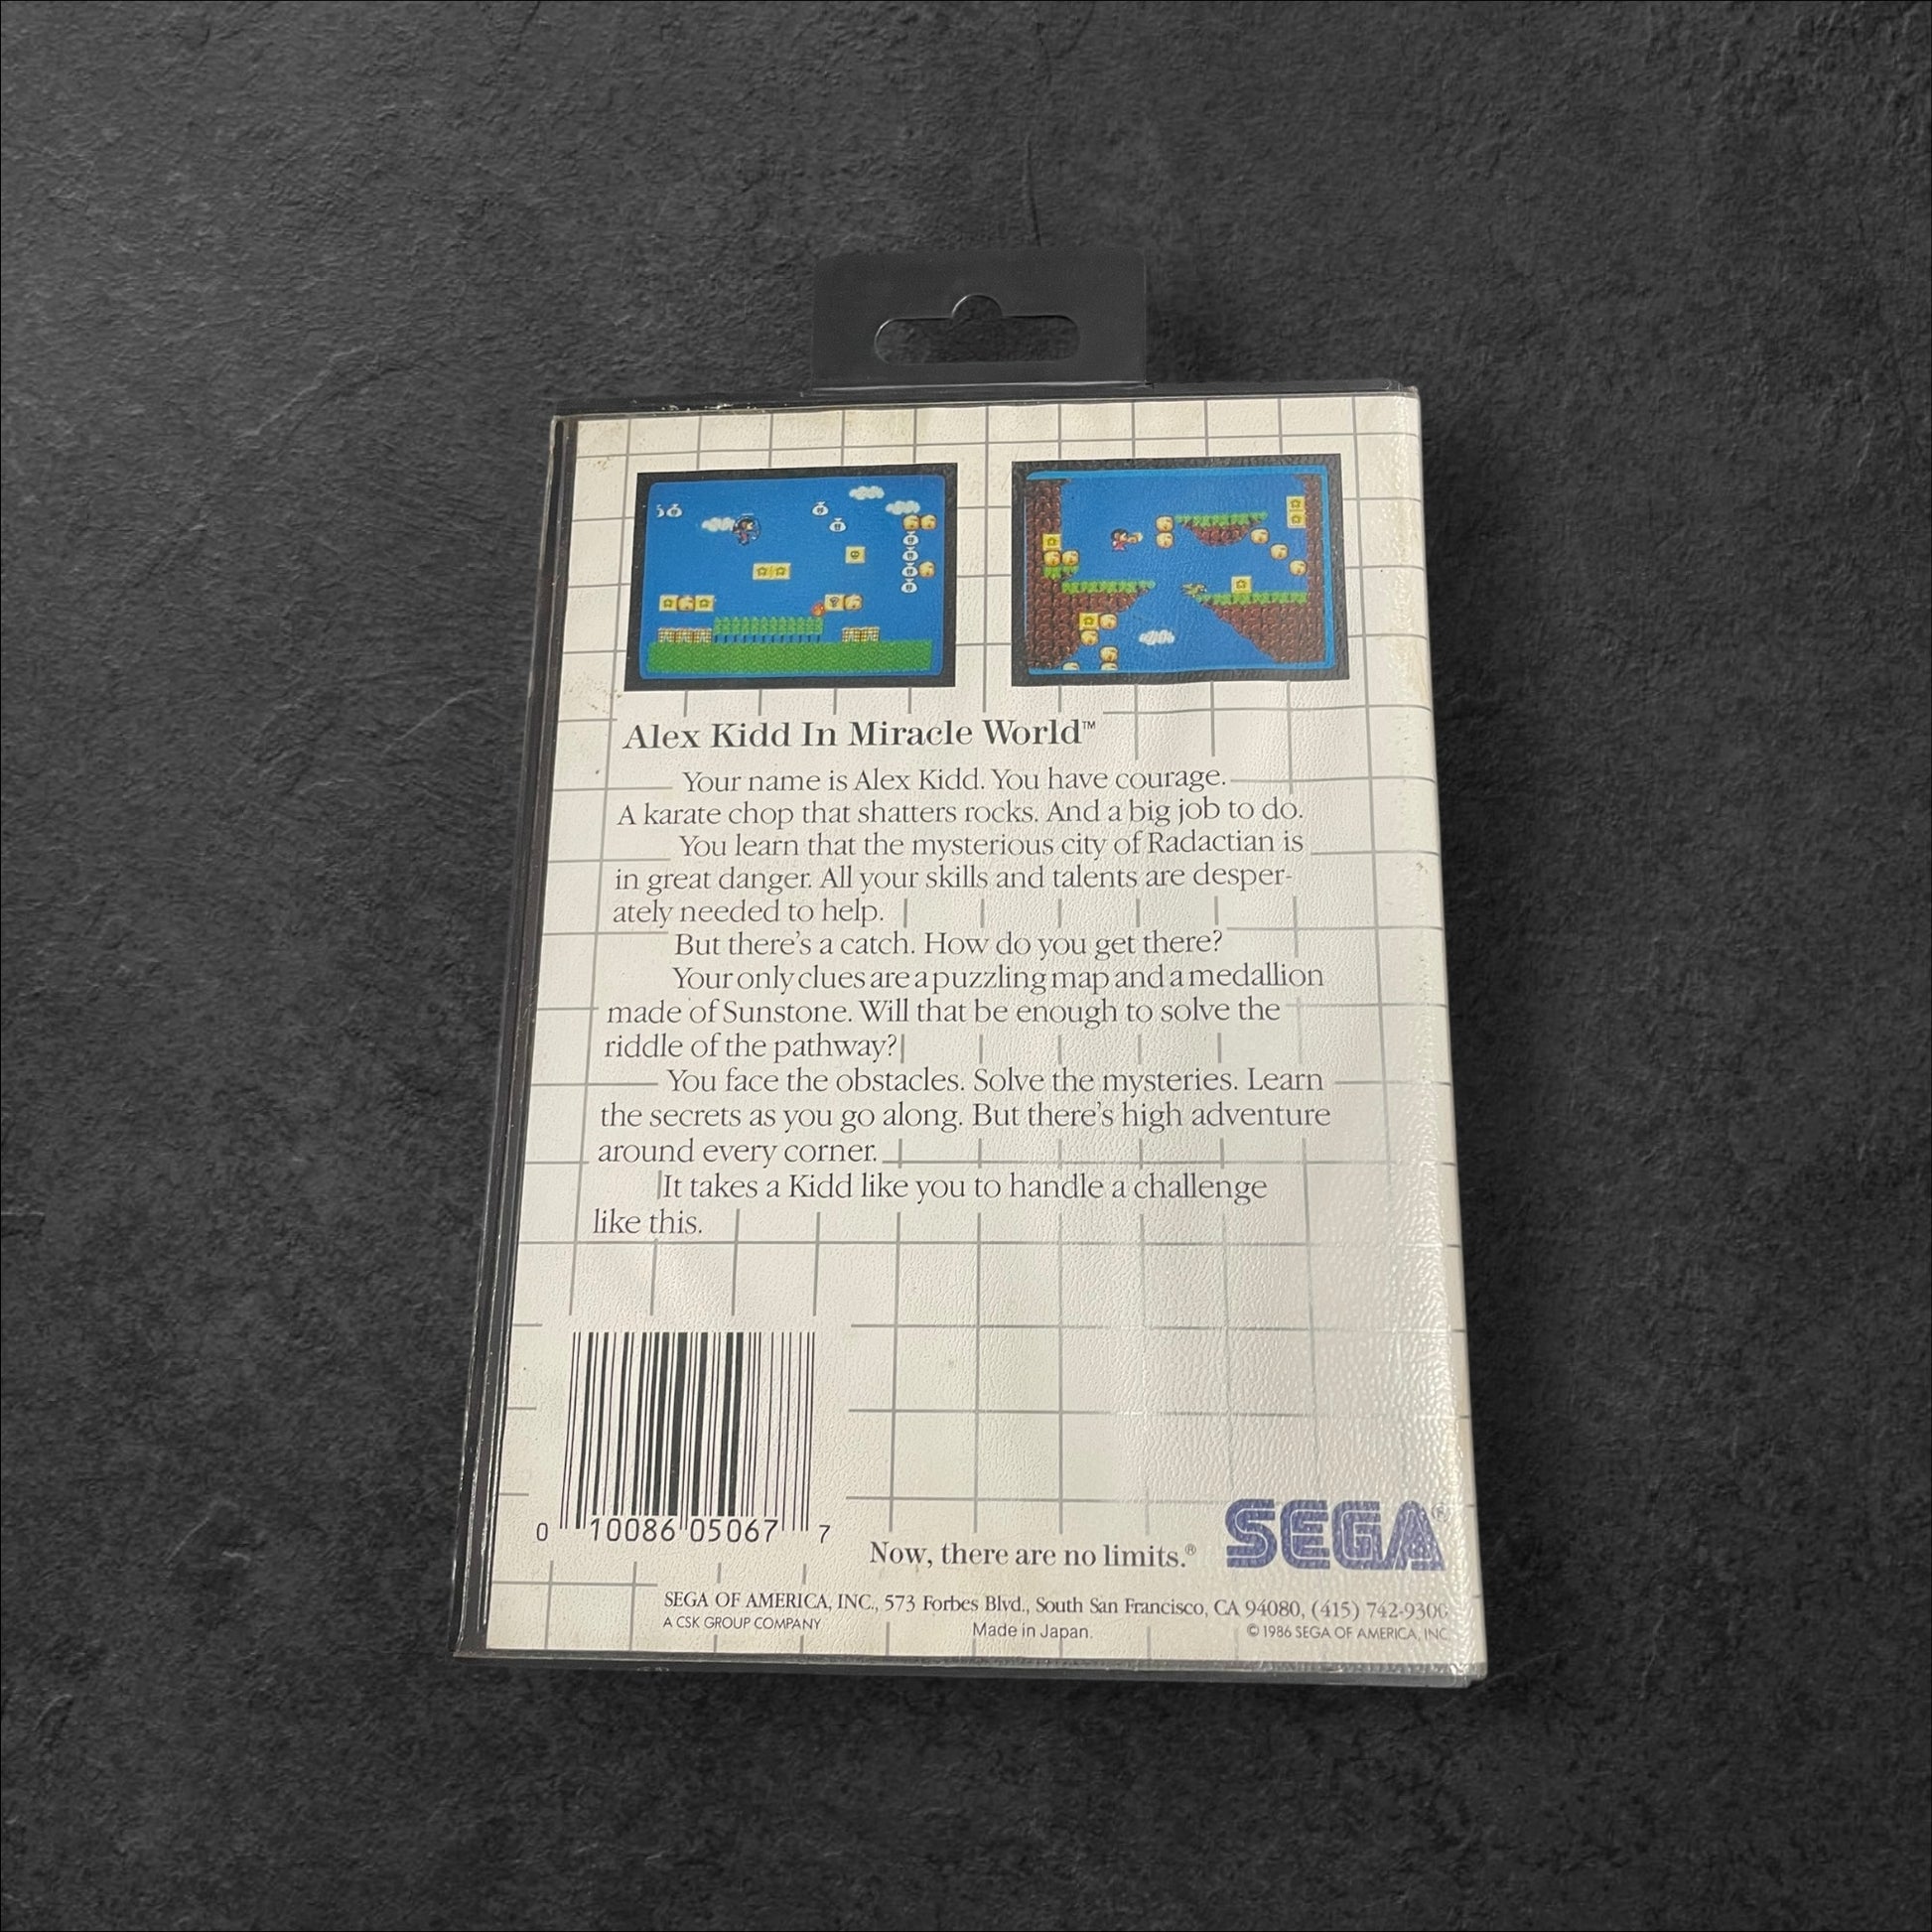 Alex Kidd In Miracle World™
Your name is Alex Kidd. You have courage.
A karate chop that shatters rocks. And a big job to do.
You learn that the mysterious city of Radactian is
in great danger. All your skills and talents are desper-
ately needed to help.
But there's a catch. How do you get there?
Your only clues are a puzzling map and a medallion
made of Sunstone. Will that be enough to solve the
riddle of the pathway?
You face the obstacles. Solve the mysteries. Learn
the secrets as you go along. But there's high adventure
around every corner.
It takes a Kidd like you to handle a challenge
like this.
0 10086 05067 7
Now, there are no limits.®
SEGA®
SEGA OF AMERICA, INC., 573 Forbes Blvd., South San Francisco, CA 94080, (415) 742-9300
A CSK GROUP COMPANY
Made in Japan.
© 1986 SEGA OF AMERICA, INC.